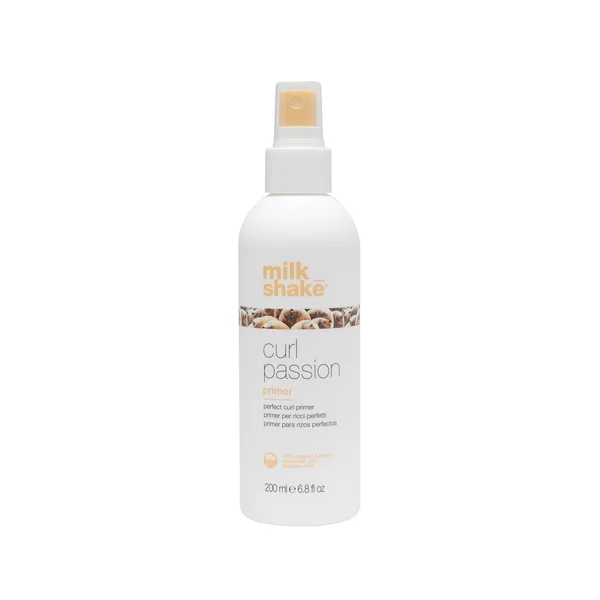 milk
shakē®
curl
passion
primer
perfect curl primer
primer per ricci perfetti
primer para rizos perfectos
200 ml e 6.8 fl oz